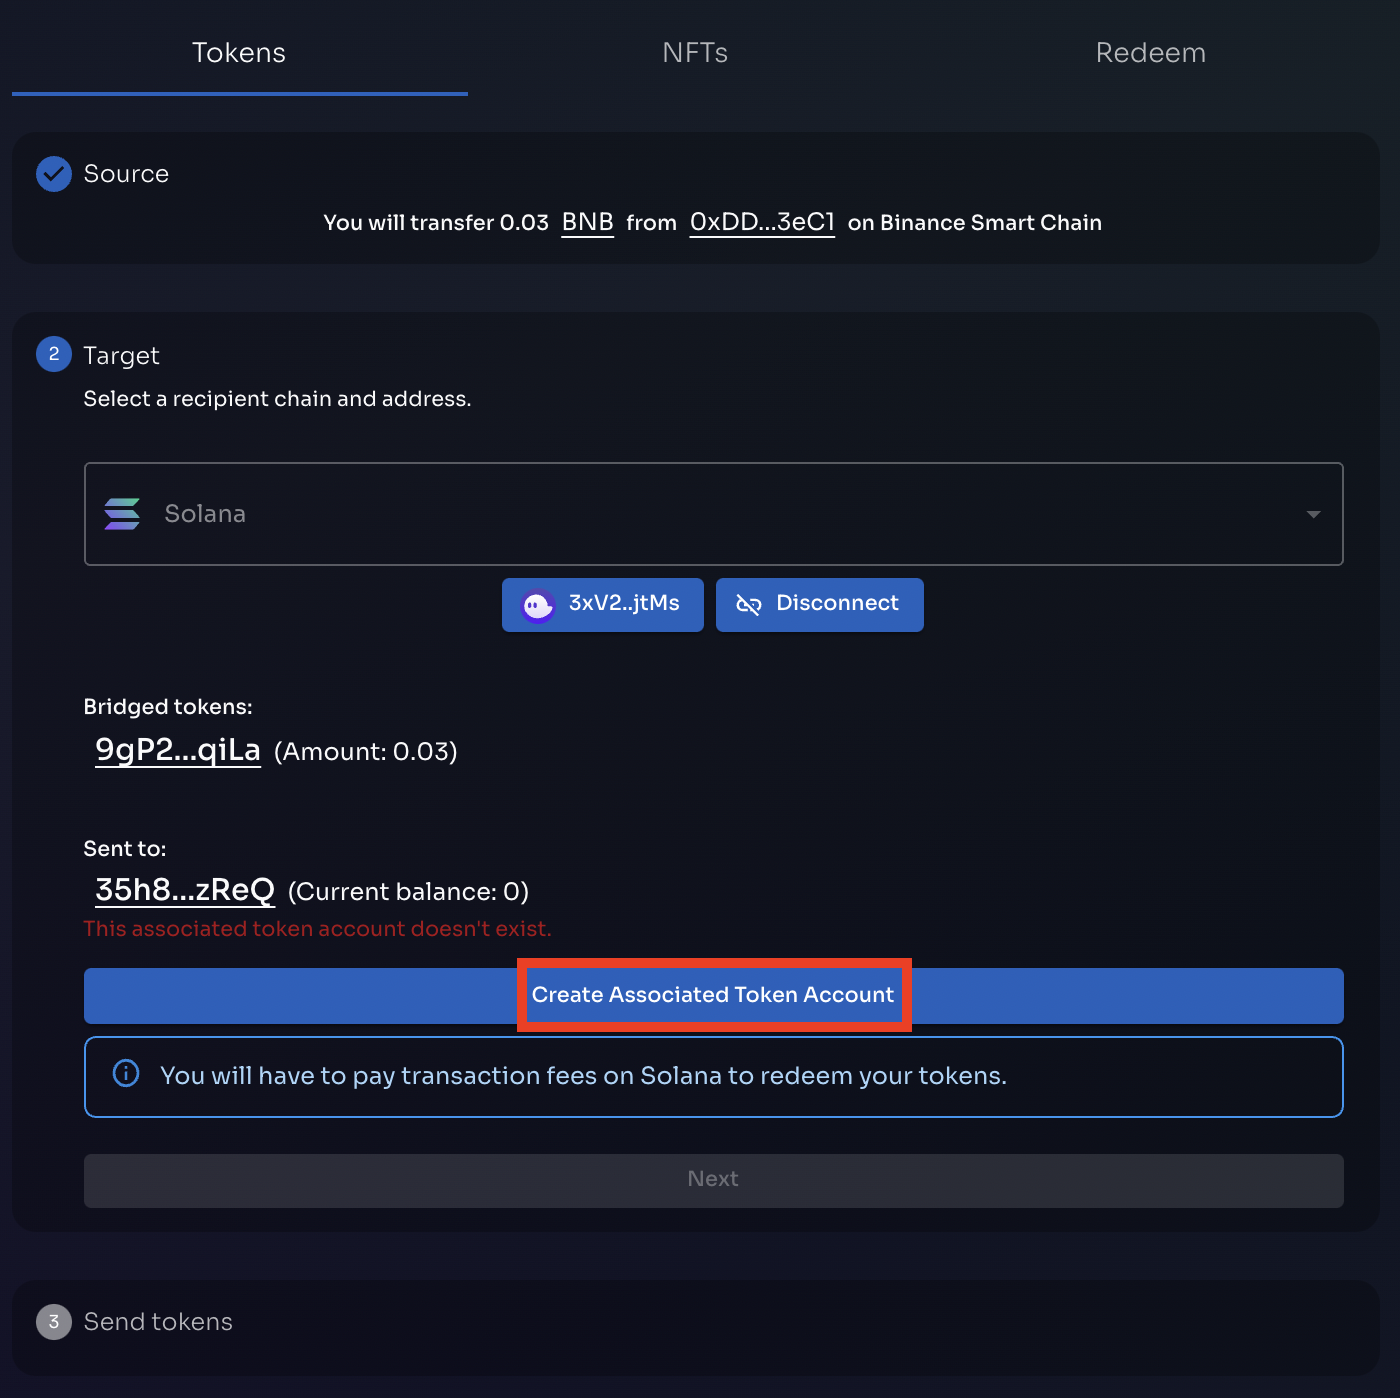 Tokens NFTs Redeem
Source
You will transfer 0.03 BNB from 0xDD...3eC1 on Binance Smart Chain
2 Target
Select a recipient chain and address.
Solana
3xV2..jtMs Disconnect
Bridged tokens:
9gP2...qiLa (Amount: 0.03)
Sent to:
35h8...zReQ (Current balance: 0)
This associated token account doesn't exist.
Create Associated Token Account
You will have to pay transaction fees on Solana to redeem your tokens.
Next
3 Send tokens